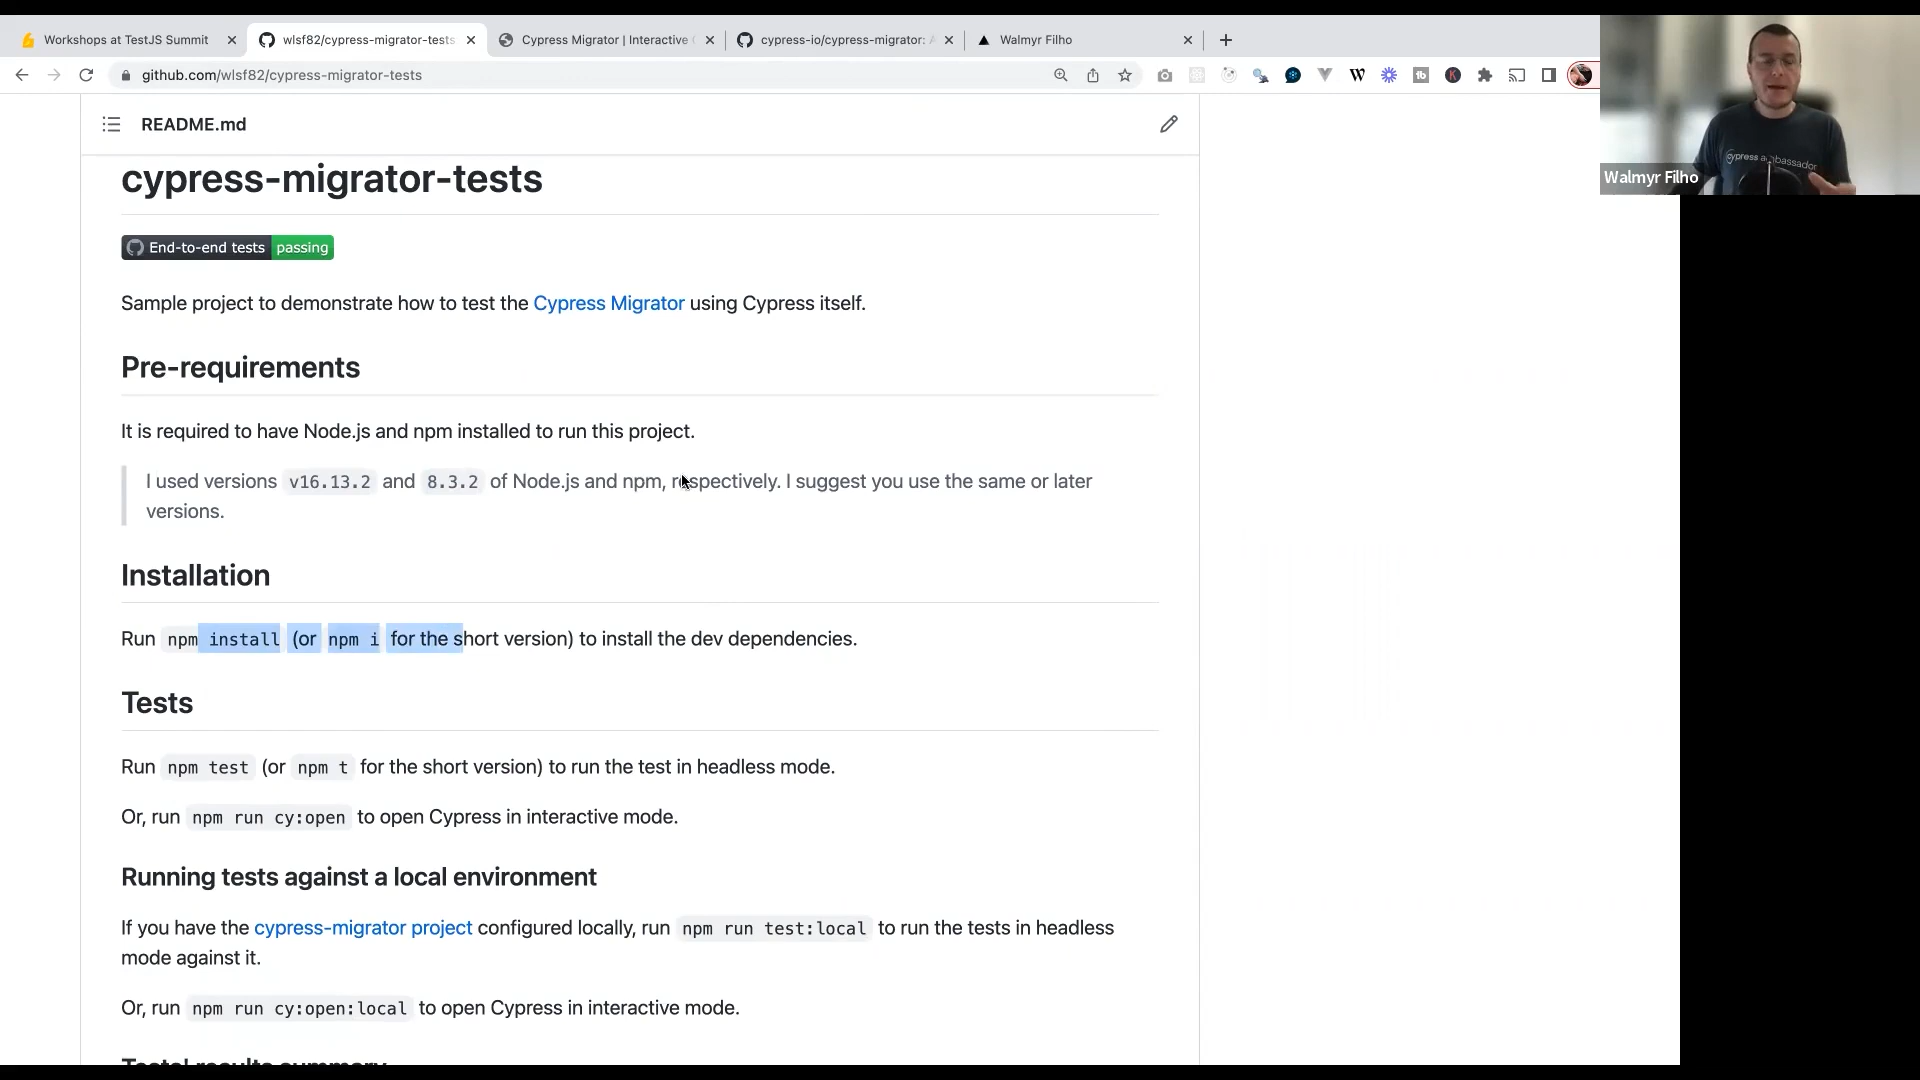 Workshops at TestJS Summit
wlsf82/cypress-migrator-tests
Cypress Migrator | Interactive
cypress-io/cypress-migrator:
Walmyr Filho
github.com/wlsf82/cypress-migrator-tests
README.md
cypress-migrator-tests
End-to-end tests passing
Sample project to demonstrate how to test the Cypress Migrator using Cypress itself.
Pre-requirements
It is required to have Node.js and npm installed to run this project.
I used versions v16.13.2 and 8.3.2 of Node.js and npm, respectively. I suggest you use the same or later
versions.
Installation
Run npm install (or npm i for the short version) to install the dev dependencies.
Tests
Run npm test (or npm t for the short version) to run the test in headless mode.
Or, run npm run cy:open to open Cypress in interactive mode.
Running tests against a local environment
If you have the cypress-migrator project configured locally, run npm run test:local to run the tests in headless
mode against it.
Or, run npm run cy:open:local to open Cypress in interactive mode.
Tests' results summary
cypress ambassador
Walmyr Filho